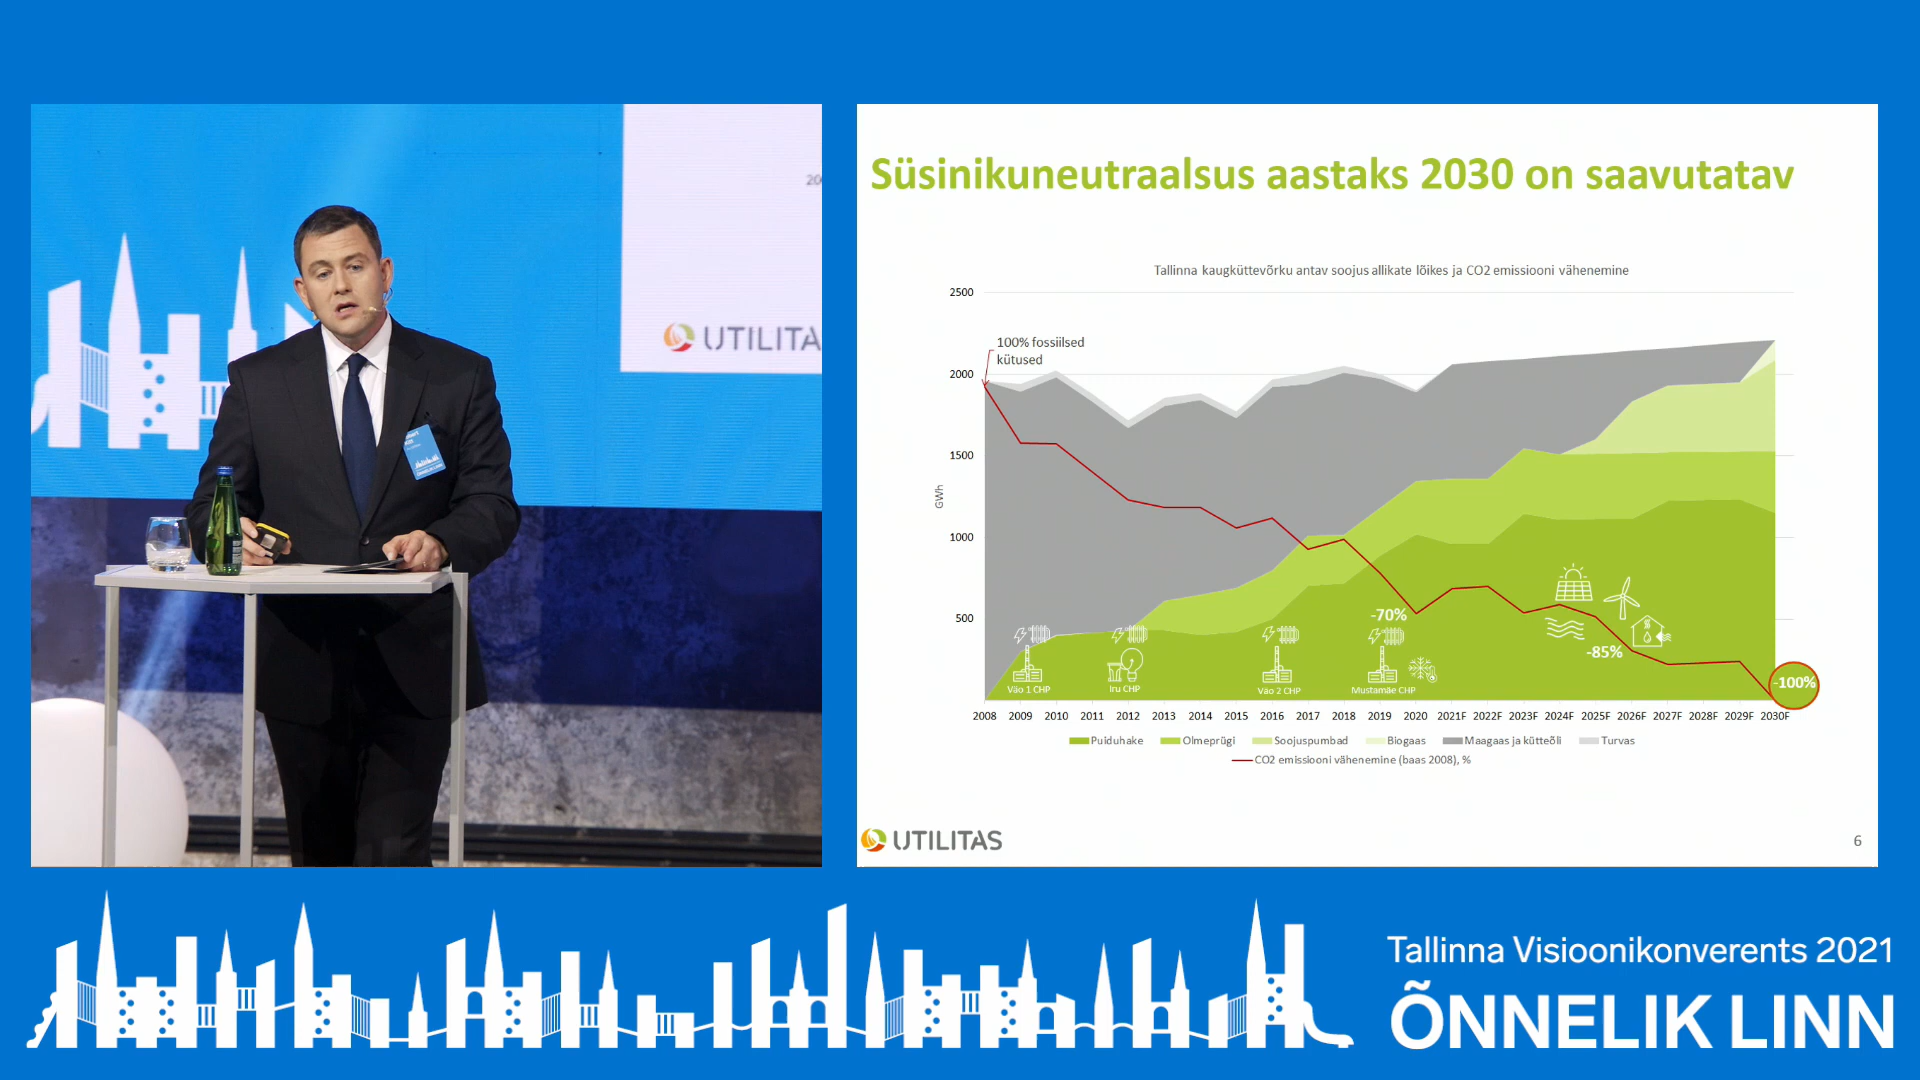 20
UTILITA
ÕNNELIK LINN
Süsinikuneutraalsus aastaks 2030 on saavutatav
Tallinna kaugküttevõrku antav soojus allikate lõikes ja CO2 emissiooni vähenemine
2500
2000
1500
1000
500
GWh
100% fossiilsed
kütused
-70%
-85%
-100%
Väo 1 CHP
Iru CHP
Väo 2 CHP
Mustamäe CHP
2008 2009 2010 2011 2012 2013 2014 2015 2016 2017 2018 2019 2020 2021F 2022F 2023F 2024F 2025F 2026F 2027F 2028F 2029F 2030F
Puiduhake Olmeprügi Soojuspumbad Biogaas Maagaas ja kütteõli Turvas
CO2 emissiooni vähenemine (baas 2008), %
UTILITAS
6
Tallinna Visioonikonverents 2021
ÕNNELIK LINN